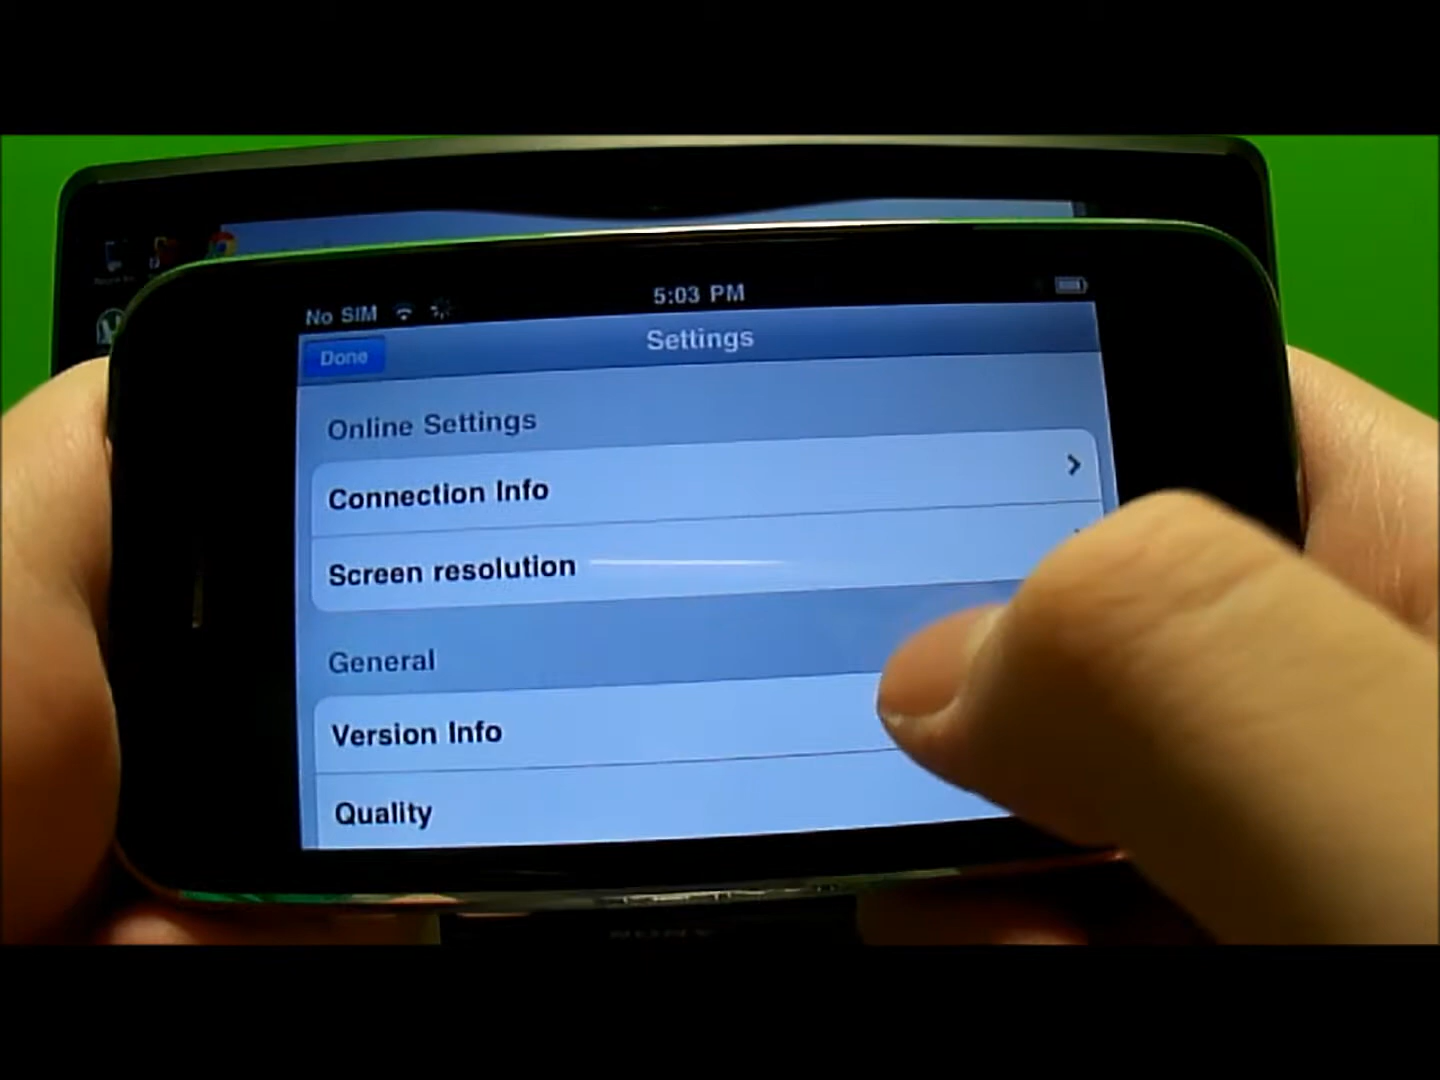 No SIM 5:03 PM
Done Settings
Online Settings
Connection Info
Screen resolution
General
Version Info
Quality